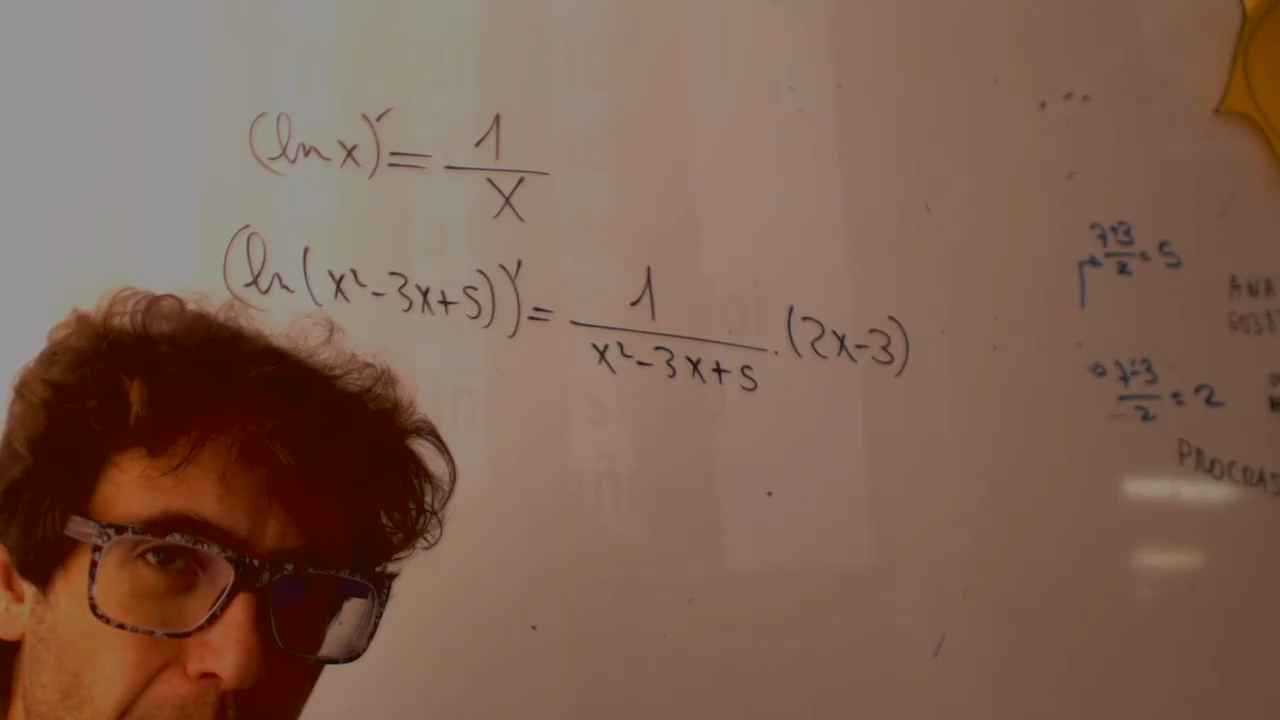 (ln x)' = 1/x
(ln(x²-3x+5))' = 1/(x²-3x+5) · (2x-3)
7+3/2 = 5
7-3/2 = 2